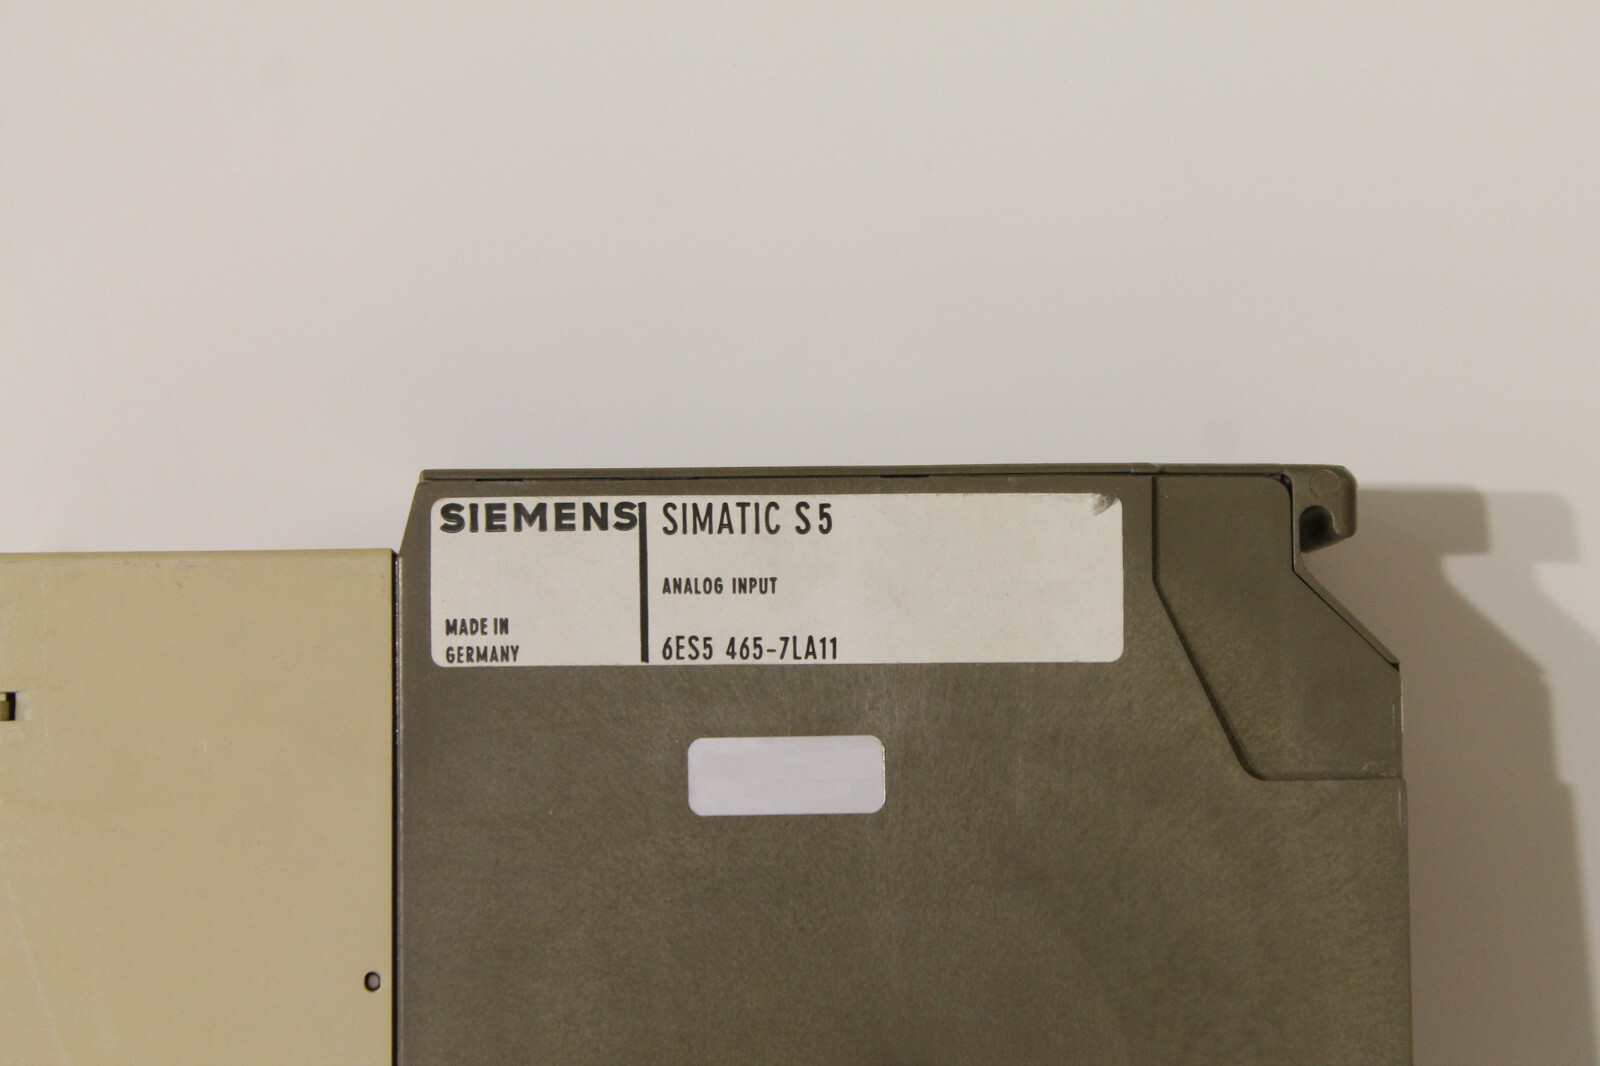 SIEMENS
SIMATIC S5
ANALOG INPUT
MADE IN
GERMANY
6ES5 465-7LA11